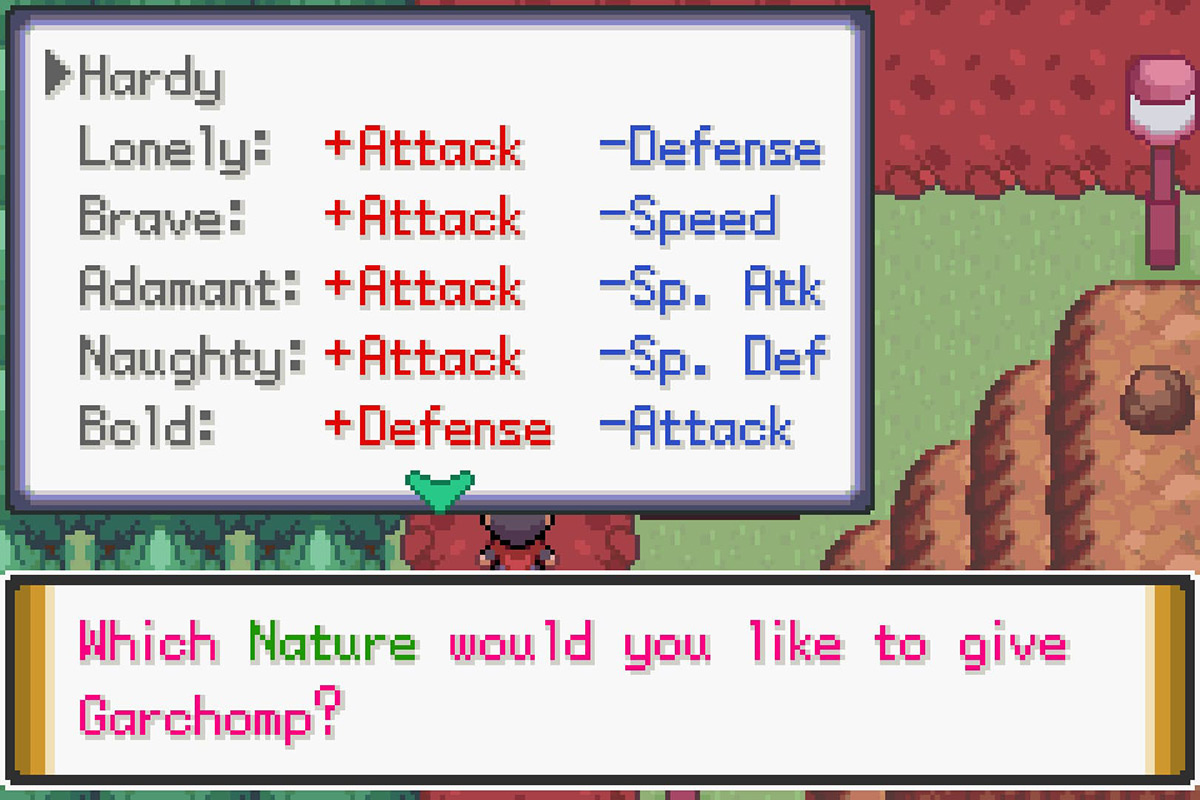 Hardy
Lonely: +Attack -Defense
Brave: +Attack -Speed
Adamant: +Attack -Sp. Atk
Naughty: +Attack -Sp. Def
Bold: +Defense -Attack
Which Nature would you like to give
Garchomp?